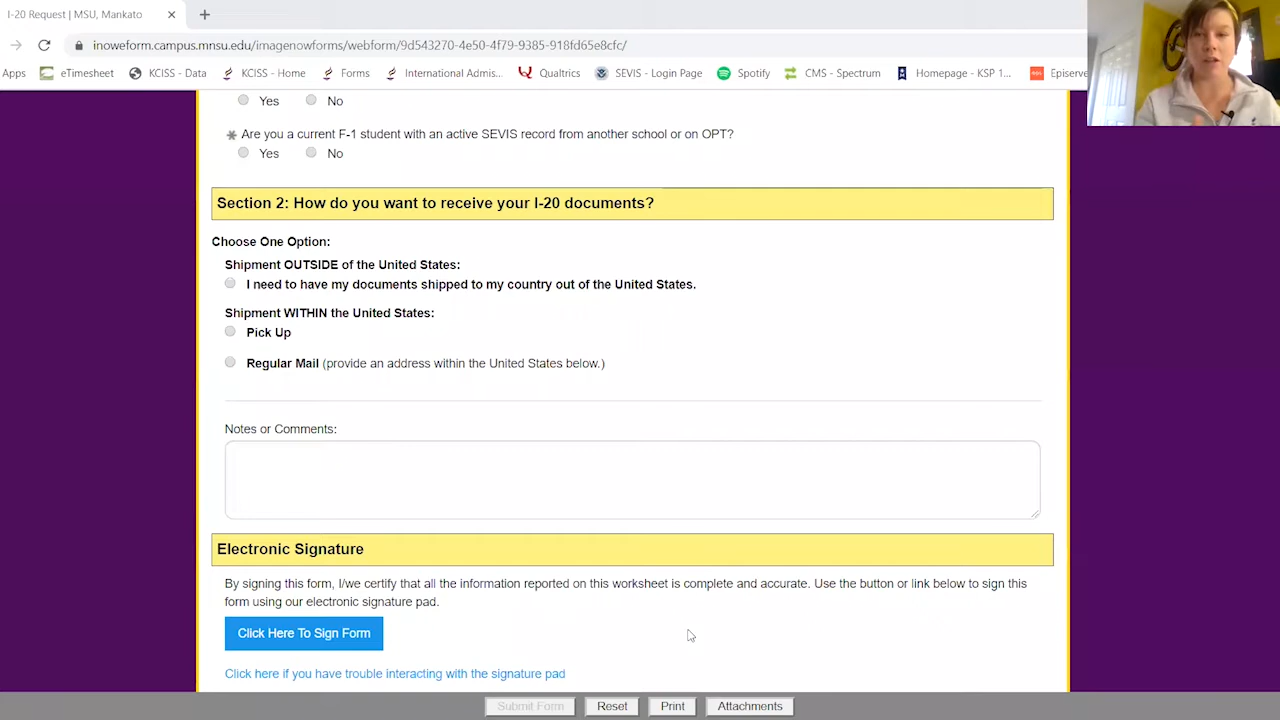 I-20 Request | MSU, Mankato
inoweform.campus.mnsu.edu/imagenowforms/webform/9d543270-4e50-4f79-9385-918fd65e8cfc/
Apps eTimesheet KCISS - Data KCISS - Home Forms International Admis... Qualtrics SEVIS - Login Page Spotify CMS - Spectrum Homepage - KSP 1... Episerve
Yes No
* Are you a current F-1 student with an active SEVIS record from another school or on OPT?
Yes No
Section 2: How do you want to receive your I-20 documents?
Choose One Option:
Shipment OUTSIDE of the United States:
I need to have my documents shipped to my country out of the United States.
Shipment WITHIN the United States:
Pick Up
Regular Mail (provide an address within the United States below.)
Notes or Comments:
Electronic Signature
By signing this form, I/we certify that all the information reported on this worksheet is complete and accurate. Use the button or link below to sign this
form using our electronic signature pad.
Click Here To Sign Form
Click here if you have trouble interacting with the signature pad
Submit Form Reset Print Attachments